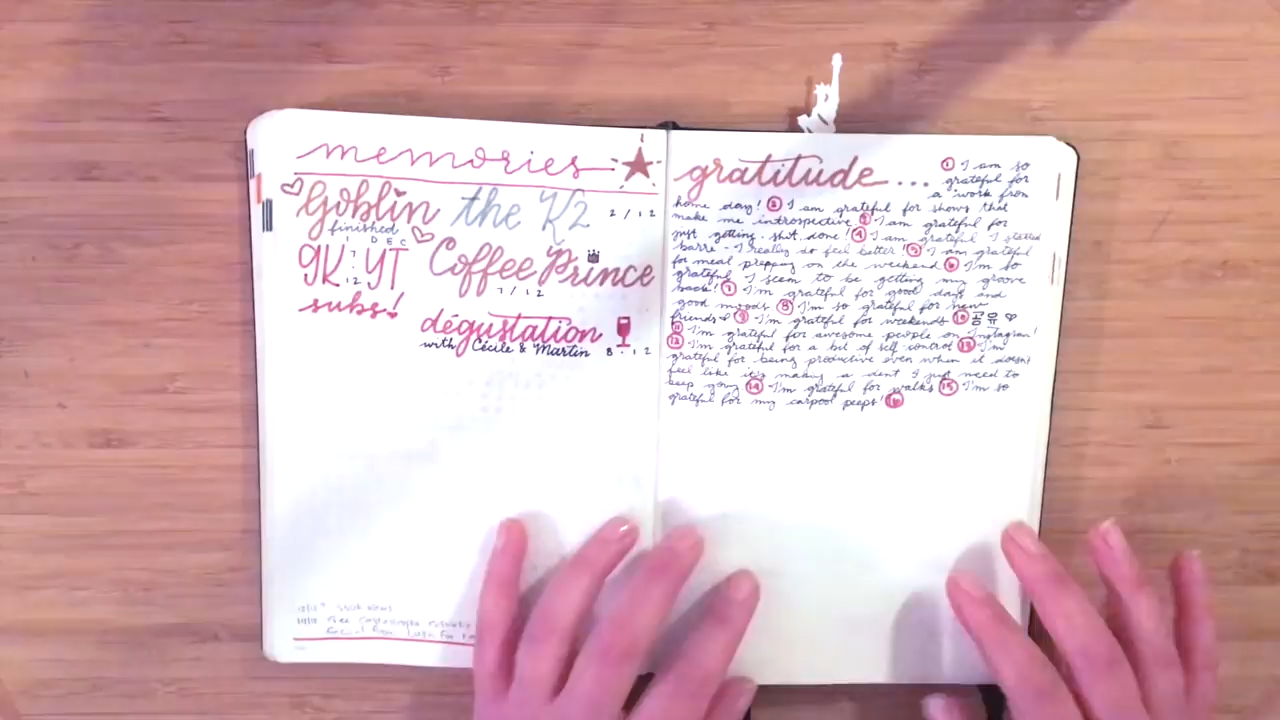 memories
Goblin the K2 2/12
finished
1 DEC
GK:YT Coffee Prince
7/12
subs!
dégustation
with Cécile & Martin 8.12
gratitude... 1 I am so
grateful for
a work from
home day! 2 I am grateful for shows that
make me introspective 3 I am grateful for
just getting shit done! 4 I am grateful I started
barre - I really do feel better! 5 I am grateful
for meal prepping on the weekend 6 I'm so
grateful I seem to be getting my groove
back! 7 I'm grateful for good days and
good moods 8 I'm so grateful for new
friends! 9 I'm grateful for weekends 10 공유 ♡
11 I'm grateful for awesome people on Instagram!
12 I'm grateful for a bit of self control 13 I'm
grateful for being productive even when it doesn't
feel like it's making a dent I just need to
keep going 14 I'm grateful for walks 15 I'm so
grateful for my carpool peeps! 16